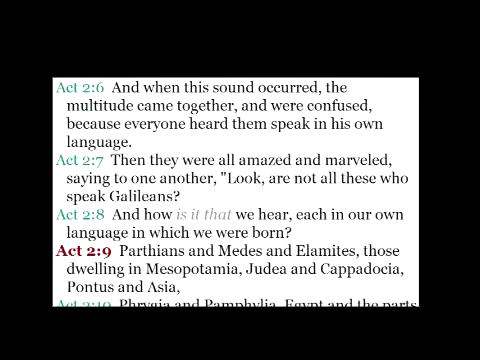 Act 2:6 And when this sound occurred, the
multitude came together, and were confused,
because everyone heard them speak in his own
language.
Act 2:7 Then they were all amazed and marveled,
saying to one another, "Look, are not all these who
speak Galileans?
Act 2:8 And how is it that we hear, each in our own
language in which we were born?
Act 2:9 Parthians and Medes and Elamites, those
dwelling in Mesopotamia, Judea and Cappadocia,
Pontus and Asia,
Act 2:10 Phrygia and Pamphylia, Egypt and the parts